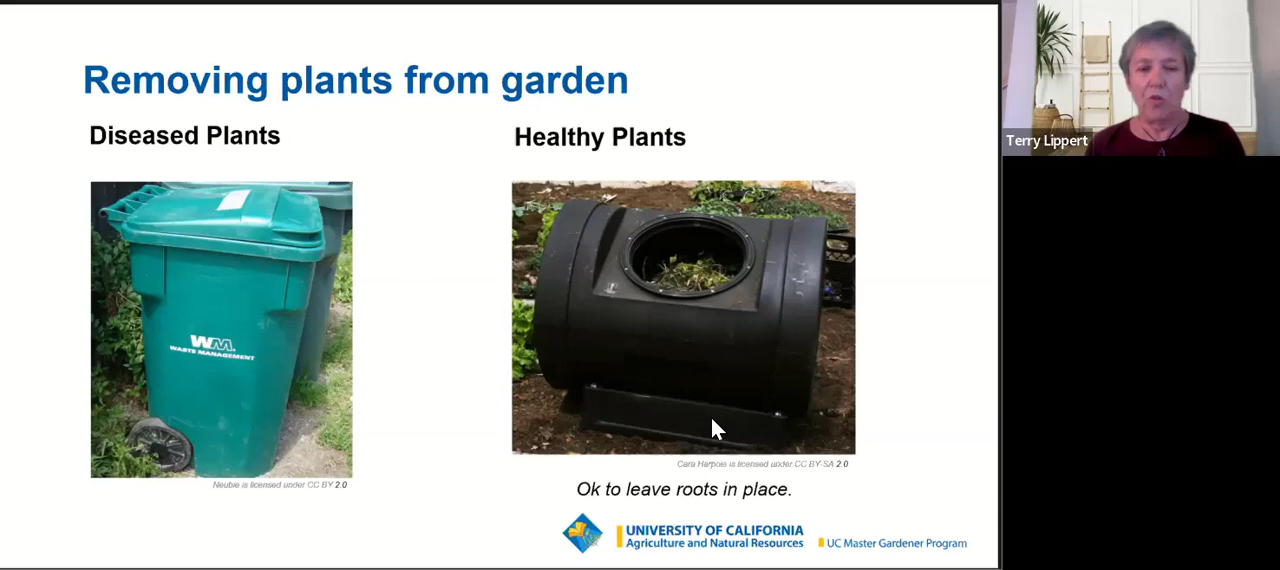 Removing plants from garden
Diseased Plants
Healthy Plants
WM
WASTE MANAGEMENT
Neubie is licensed under CC BY 2.0
Cara Harpole is licensed under CC BY-SA 2.0
Ok to leave roots in place.
UNIVERSITY OF CALIFORNIA
Agriculture and Natural Resources
UC Master Gardener Program
Terry Lippert